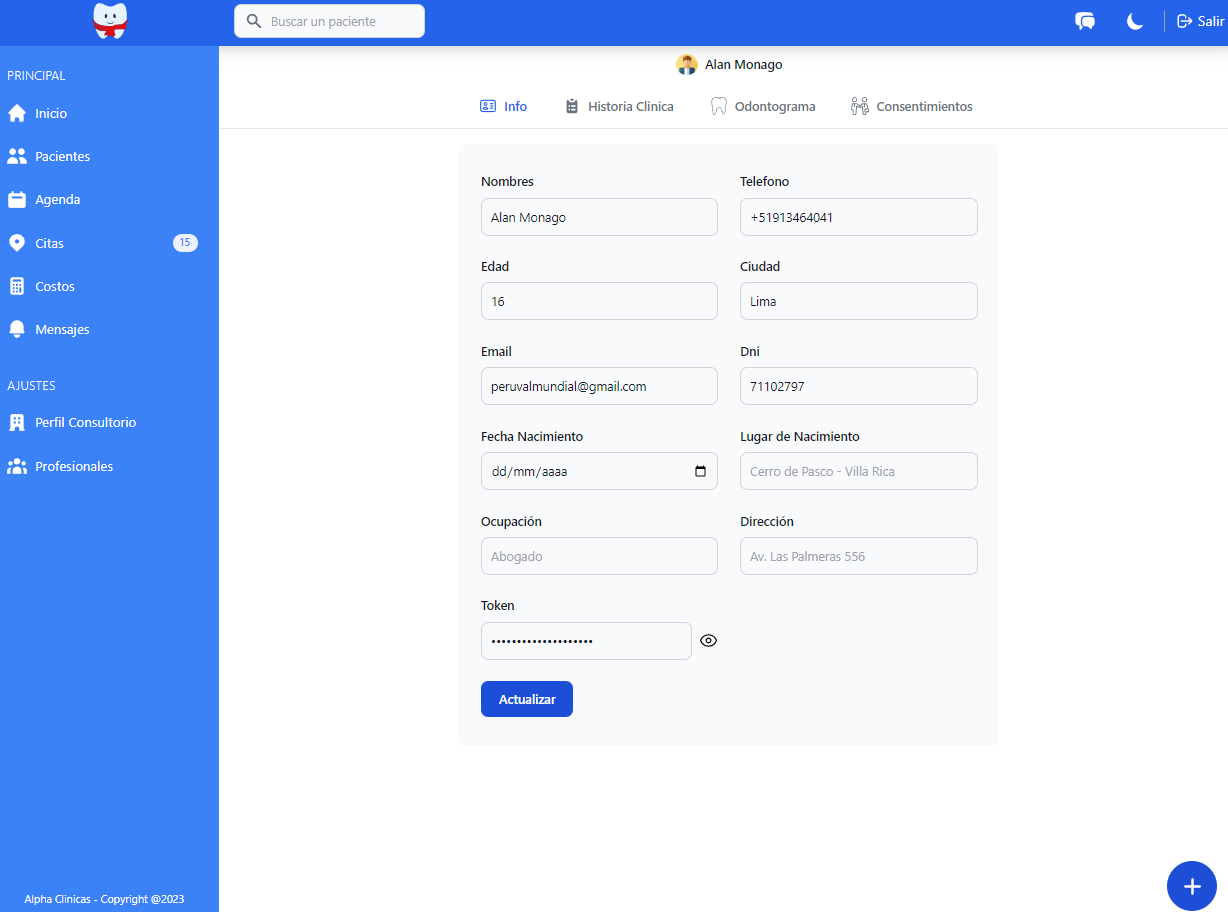 Buscar un paciente
Salir
PRINCIPAL
Inicio
Pacientes
Agenda
Citas 15
Costos
Mensajes
AJUSTES
Perfil Consultorio
Profesionales
Alpha Clinicas - Copyright @2023
Alan Monago
Info Historia Clinica Odontograma Consentimientos
Nombres Telefono
Alan Monago +51913464041
Edad Ciudad
16 Lima
Email Dni
peruvalmundial@gmail.com 71102797
Fecha Nacimiento Lugar de Nacimiento
dd/mm/aaaa Cerro de Pasco - Villa Rica
Ocupación Dirección
Abogado Av. Las Palmeras 556
Token
••••••••••••••••••••
Actualizar